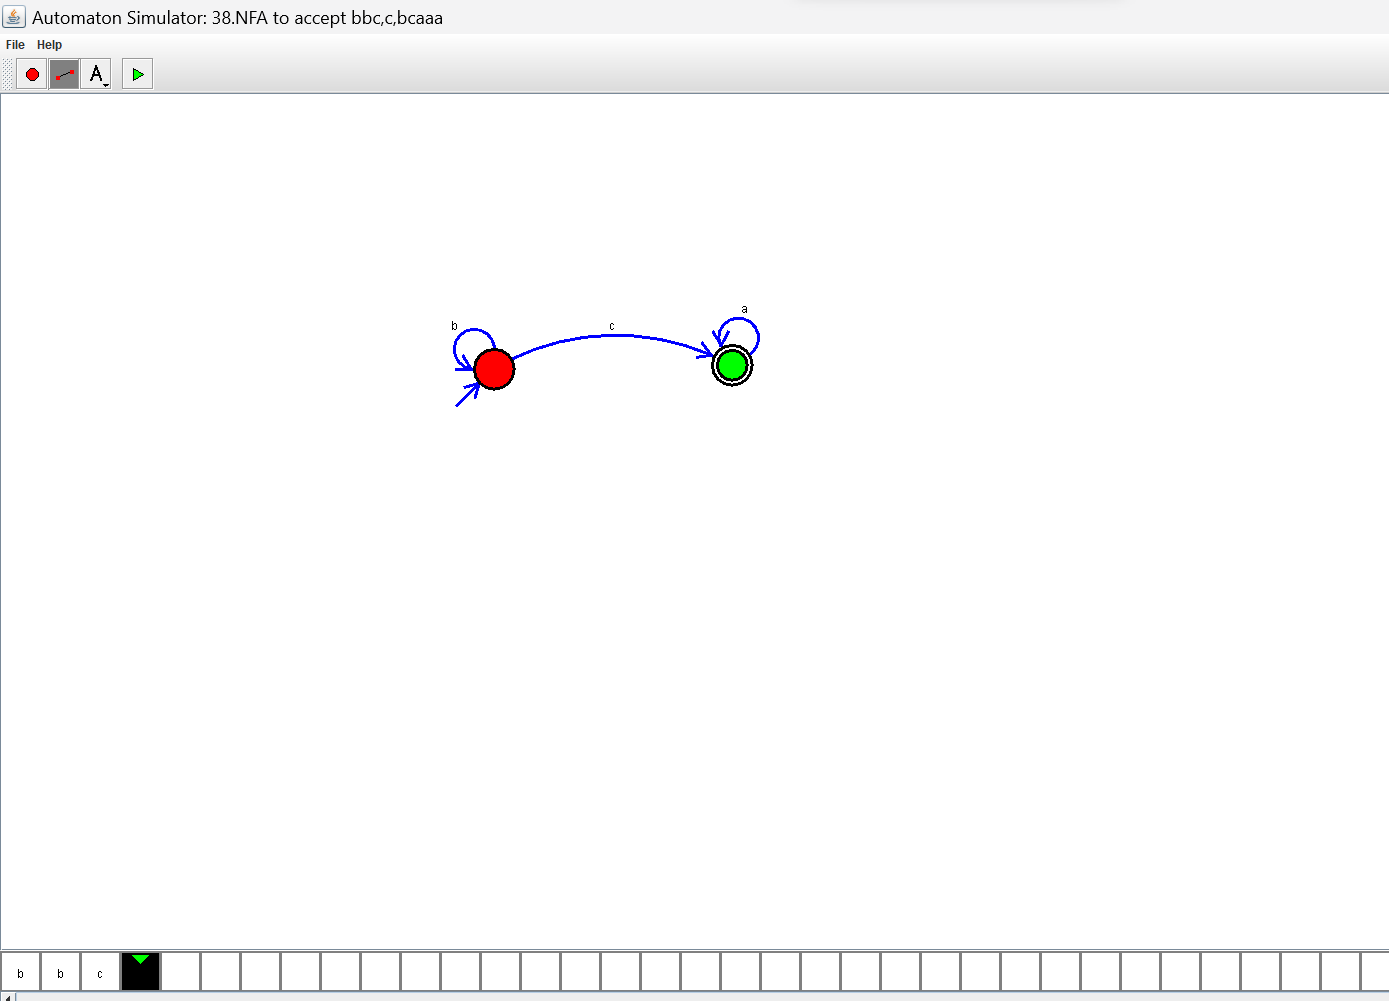 Automaton Simulator: 38.NFA to accept bbc,c,bcaaa
File Help
A
a
b c
b b c